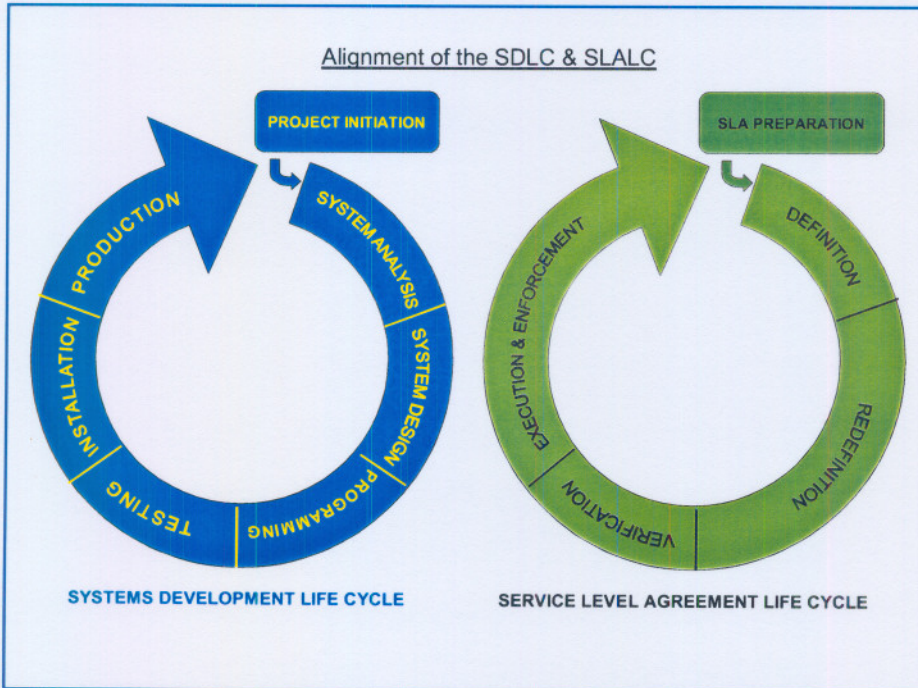 Alignment of the SDLC & SLALC
PROJECT INITIATION
SYSTEM ANALYSIS
SYSTEM DESIGN
PROGRAMMING
TESTING
INSTALLATION
PRODUCTION
SYSTEMS DEVELOPMENT LIFE CYCLE
SLA PREPARATION
DEFINITION
REDEFINITION
VERIFICATION
EXECUTION & ENFORCEMENT
SERVICE LEVEL AGREEMENT LIFE CYCLE